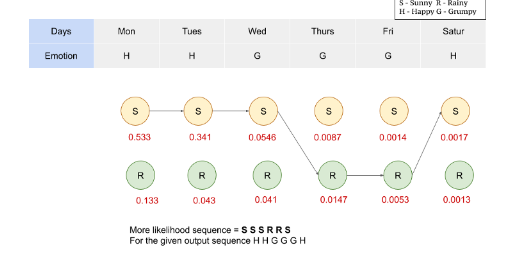 S - Sunny R - Rainy
H - Happy G - Grumpy
Days Mon Tues Wed Thurs Fri Satur
Emotion H H G G G H
S S S S S S
0.533 0.341 0.0546 0.0087 0.0014 0.0017
R R R R R R
0.133 0.043 0.041 0.0147 0.0053 0.0013
More likelihood sequence = S S S R R S
For the given output sequence H H G G G H